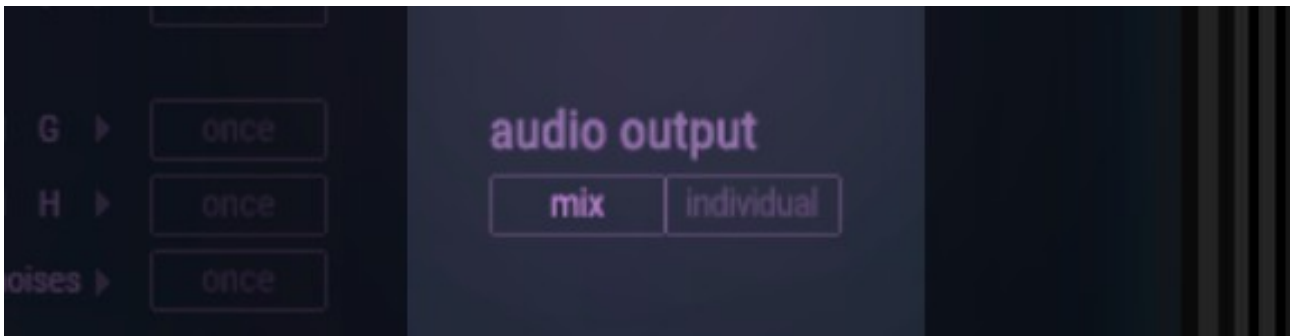 G once
audio output
H once
mix individual
oises once